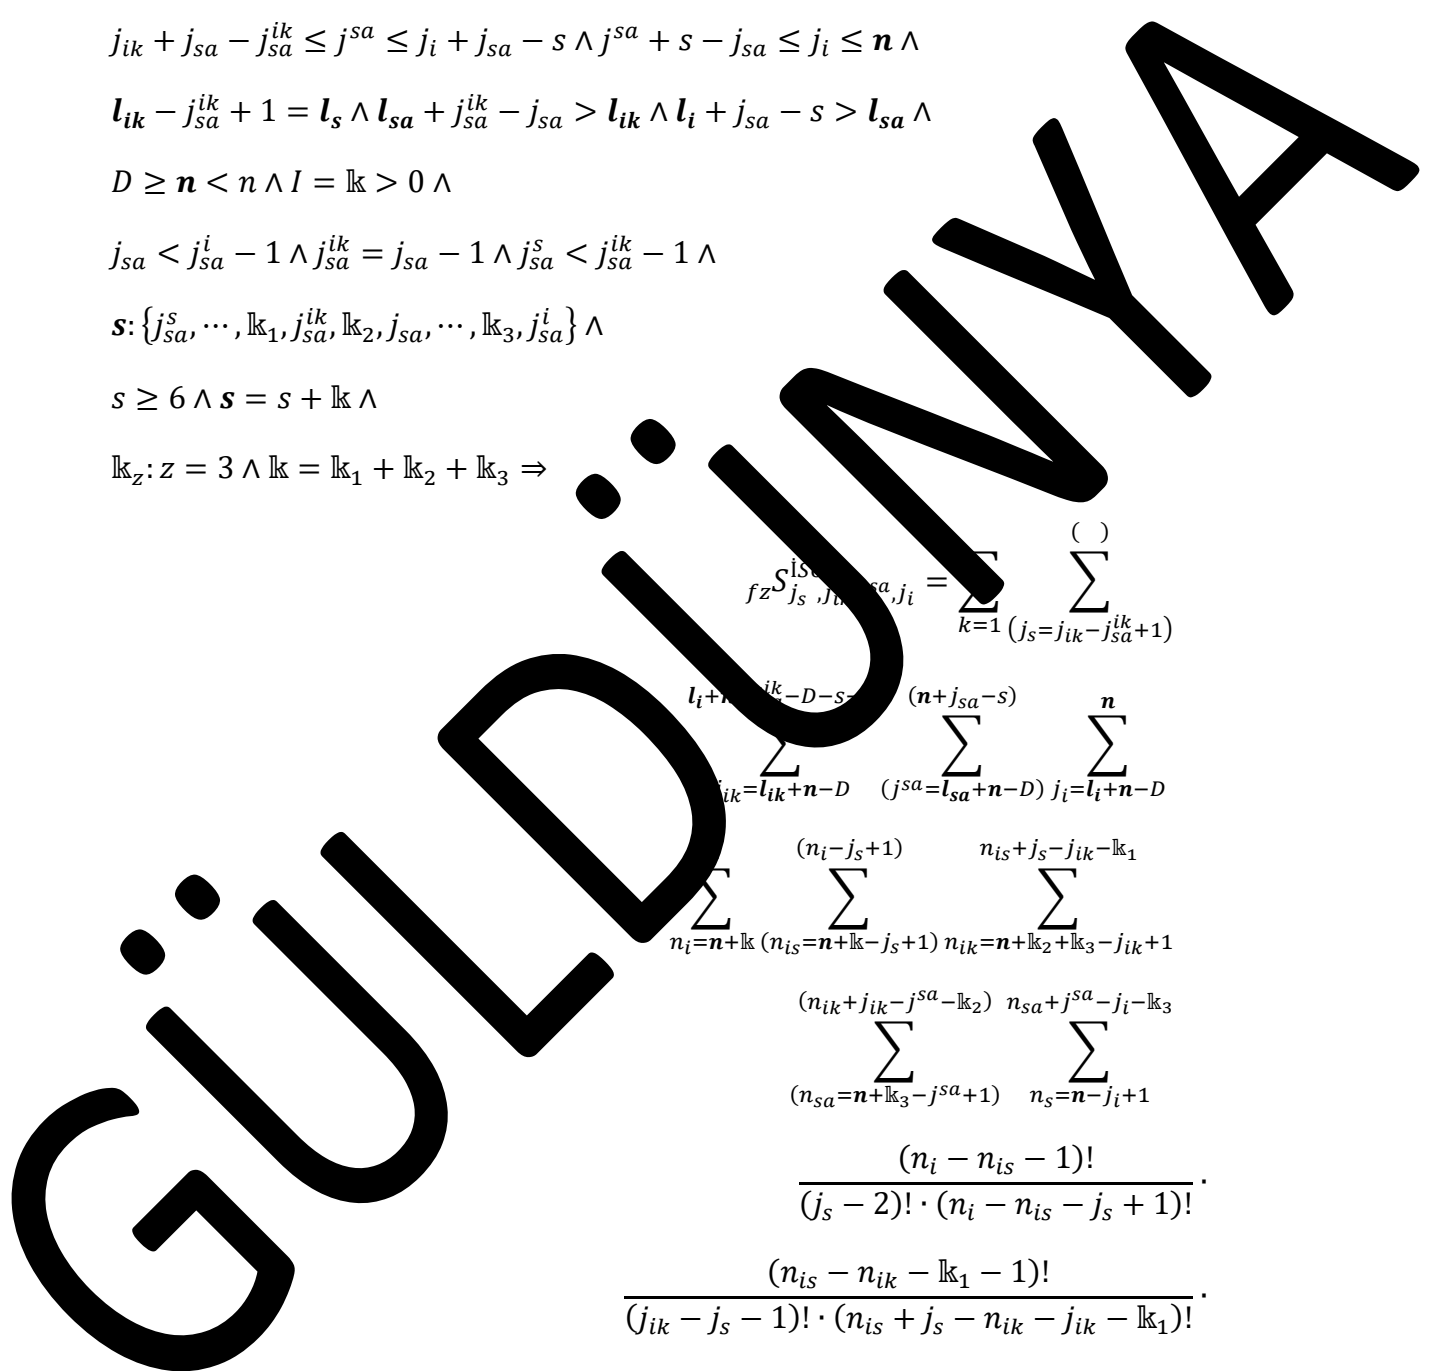 j_{ik} + j_{sa} − j_{sa}^{ik} ≤ j^{sa} ≤ j_i + j_{sa} − s ∧ j^{sa} + s − j_{sa} ≤ j_i ≤ n ∧
l_{ik} − j_{sa}^{ik} + 1 = l_s ∧ l_{sa} + j_{sa}^{ik} − j_{sa} > l_{ik} ∧ l_i + j_{sa} − s > l_{sa} ∧
D ≥ n < n ∧ I = 𝕜 > 0 ∧
j_{sa} < j_{sa}^i − 1 ∧ j_{sa}^{ik} = j_{sa} − 1 ∧ j_{sa}^s < j_{sa}^{ik} − 1 ∧
s: {j_{sa}^s, ⋯, 𝕜_1, j_{sa}^{ik}, 𝕜_2, j_{sa}, ⋯, 𝕜_3, j_{sa}^i} ∧
s ≥ 6 ∧ s = s + 𝕜 ∧
𝕜_z: z = 3 ∧ 𝕜 = 𝕜_1 + 𝕜_2 + 𝕜_3 ⇒
_{fz}S_{j_s, ,j_i} = ∑_{k=1} ∑_{(j_s=j_{ik}−j_{sa}^{ik}+1)}^{( )}
∑_{j_{ik}=l_{ik}+n−D} ∑_{(j^{sa}=l_{sa}+n−D)}^{(n+j_{sa}−s)} ∑_{j_i=l_i+n−D}^{n}
∑_{n_i=n+𝕜} ∑_{(n_{is}=n+𝕜−j_s+1)}^{(n_i−j_s+1)} ∑_{n_{ik}=n+𝕜_2+𝕜_3−j_{ik}+1}^{n_{is}+j_s−j_{ik}−𝕜_1}
∑_{(n_{sa}=n+𝕜_3−j^{sa}+1)}^{(n_{ik}+j_{ik}−j^{sa}−𝕜_2)} ∑_{n_s=n−j_i+1}^{n_{sa}+j^{sa}−j_i−𝕜_3}
(n_i − n_{is} − 1)!
(j_s − 2)! · (n_i − n_{is} − j_s + 1)! ·
(n_{is} − n_{ik} − 𝕜_1 − 1)!
(j_{ik} − j_s − 1)! · (n_{is} + j_s − n_{ik} − j_{ik} − 𝕜_1)! ·
GÜLDÜNYA